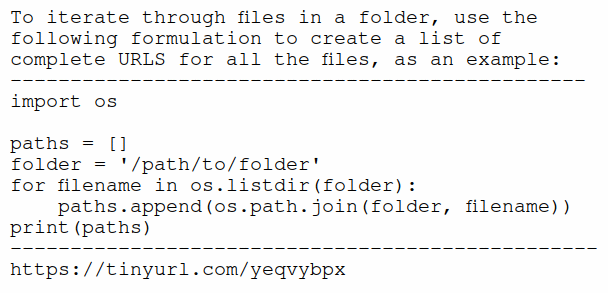 To iterate through files in a folder, use the
following formulation to create a list of
complete URLS for all the files, as an example:
------------------------------------------------
import os
paths = []
folder = '/path/to/folder'
for filename in os.listdir(folder):
    paths.append(os.path.join(folder, filename))
print(paths)
-------------------------------------------------
https://tinyurl.com/yeqvybpx